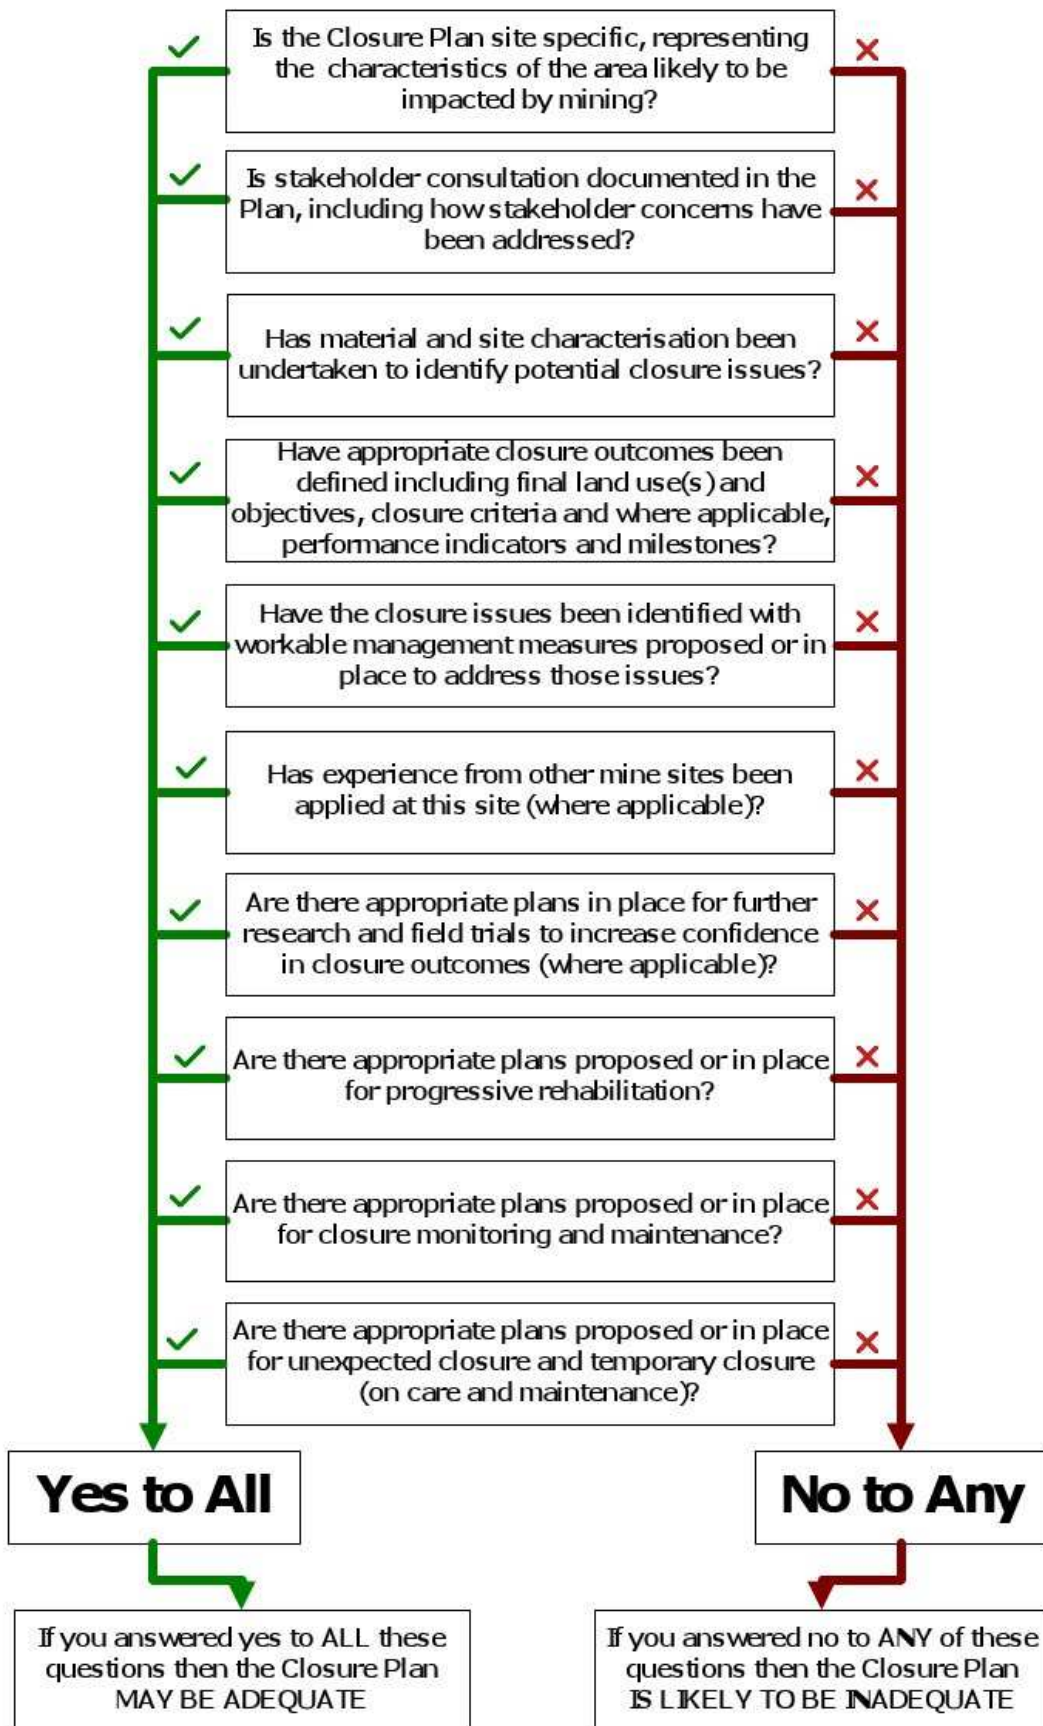 Is the Closure Plan site specific, representing
the characteristics of the area likely to be
impacted by mining?
Is stakeholder consultation documented in the
Plan, including how stakeholder concerns have
been addressed?
Has material and site characterisation been
undertaken to identify potential closure issues?
Have appropriate closure outcomes been
defined including final land use(s) and
objectives, closure criteria and where applicable,
performance indicators and milestones?
Have the closure issues been identified with
workable management measures proposed or in
place to address those issues?
Has experience from other mine sites been
applied at this site (where applicable)?
Are there appropriate plans in place for further
research and field trials to increase confidence
in closure outcomes (where applicable)?
Are there appropriate plans proposed or in place
for progressive rehabilitation?
Are there appropriate plans proposed or in place
for closure monitoring and maintenance?
Are there appropriate plans proposed or in place
for unexpected closure and temporary closure
(on care and maintenance)?
Yes to All
No to Any
If you answered yes to ALL these
questions then the Closure Plan
MAY BE ADEQUATE
If you answered no to ANY of these
questions then the Closure Plan
IS LIKELY TO BE INADEQUATE